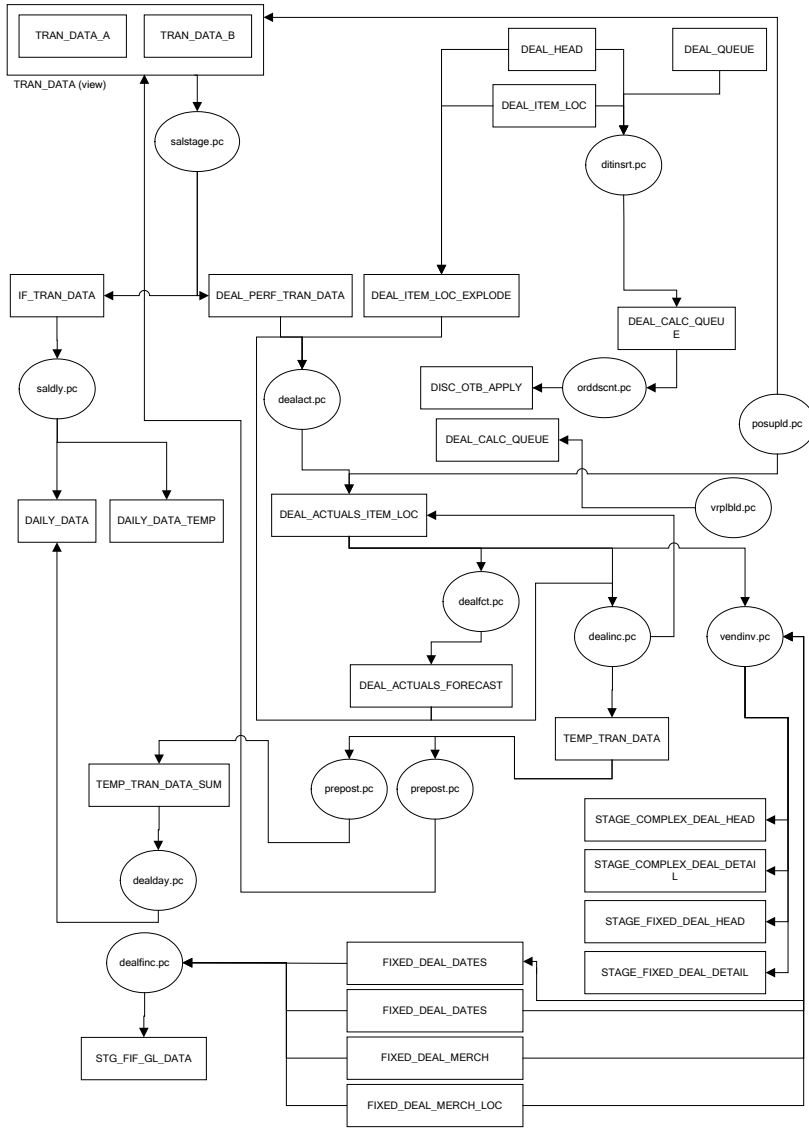 TRAN_DATA_A
TRAN_DATA_B
TRAN_DATA (view)
DEAL_HEAD
DEAL_QUEUE
DEAL_ITEM_LOC
salstage.pc
ditinsrt.pc
IF_TRAN_DATA
DEAL_PERF_TRAN_DATA
DEAL_ITEM_LOC_EXPLODE
DEAL_CALC_QUEU
E
saldly.pc
dealact.pc
DISC_OTB_APPLY
orddscnt.pc
posupld.pc
DEAL_CALC_QUEUE
DAILY_DATA
DAILY_DATA_TEMP
DEAL_ACTUALS_ITEM_LOC
vrplbld.pc
dealfct.pc
dealinc.pc
vendinv.pc
DEAL_ACTUALS_FORECAST
TEMP_TRAN_DATA
TEMP_TRAN_DATA_SUM
prepost.pc
prepost.pc
STAGE_COMPLEX_DEAL_HEAD
STAGE_COMPLEX_DEAL_DETAI
L
dealday.pc
STAGE_FIXED_DEAL_HEAD
dealfinc.pc
FIXED_DEAL_DATES
STAGE_FIXED_DEAL_DETAIL
FIXED_DEAL_DATES
STG_FIF_GL_DATA
FIXED_DEAL_MERCH
FIXED_DEAL_MERCH_LOC